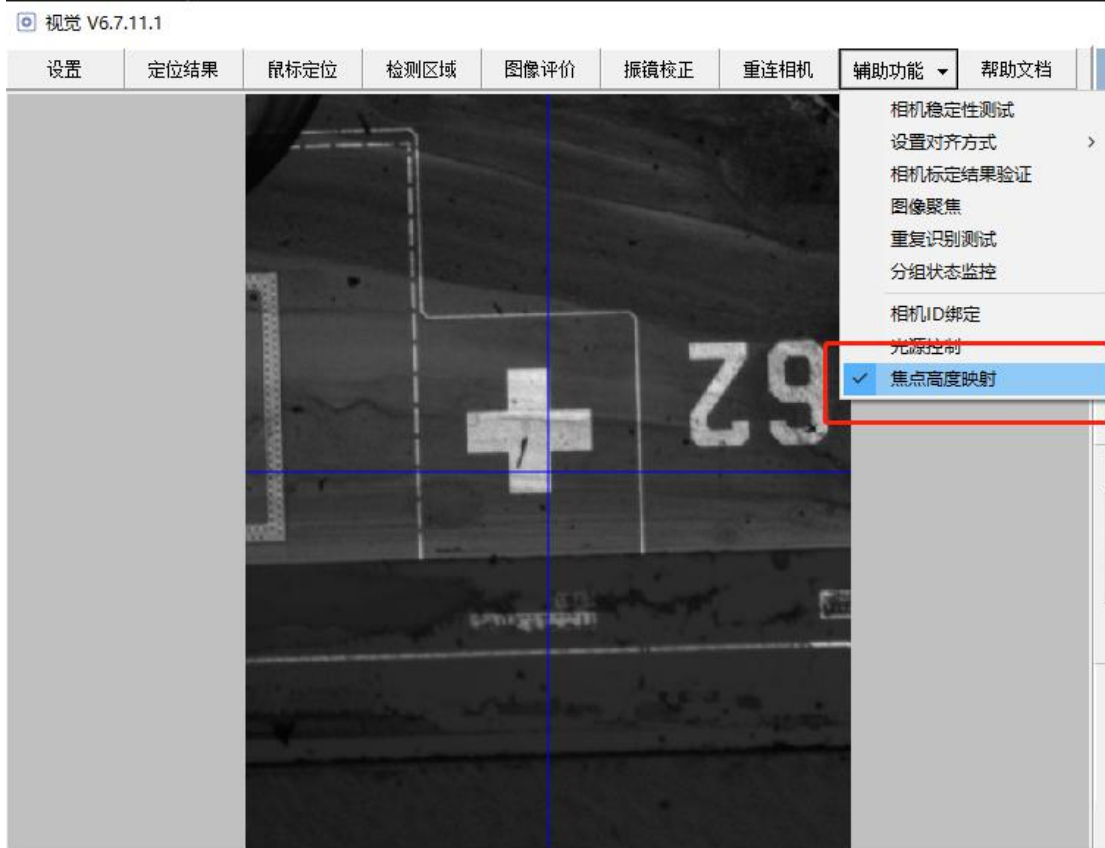 视觉 V6.7.11.1
设置 定位结果 鼠标定位 检测区域 图像评价 振镜校正 重连相机 辅助功能 帮助文档
相机稳定性测试
设置对齐方式
相机标定结果验证
图像聚焦
重复识别测试
分组状态监控
相机ID绑定
光源控制
焦点高度映射